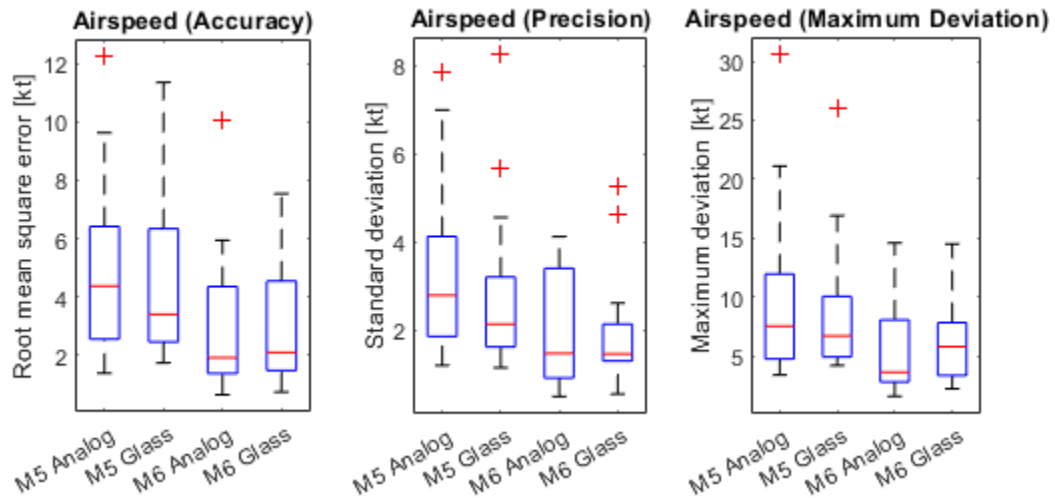 Airspeed (Accuracy)
Root mean square error [kt]
12
10
8
6
4
2
M5 Analog
M5 Glass
M6 Analog
M6 Glass
Airspeed (Precision)
Standard deviation [kt]
8
6
4
2
M5 Analog
M5 Glass
M6 Analog
M6 Glass
Airspeed (Maximum Deviation)
Maximum deviation [kt]
30
25
20
15
10
5
M5 Analog
M5 Glass
M6 Analog
M6 Glass